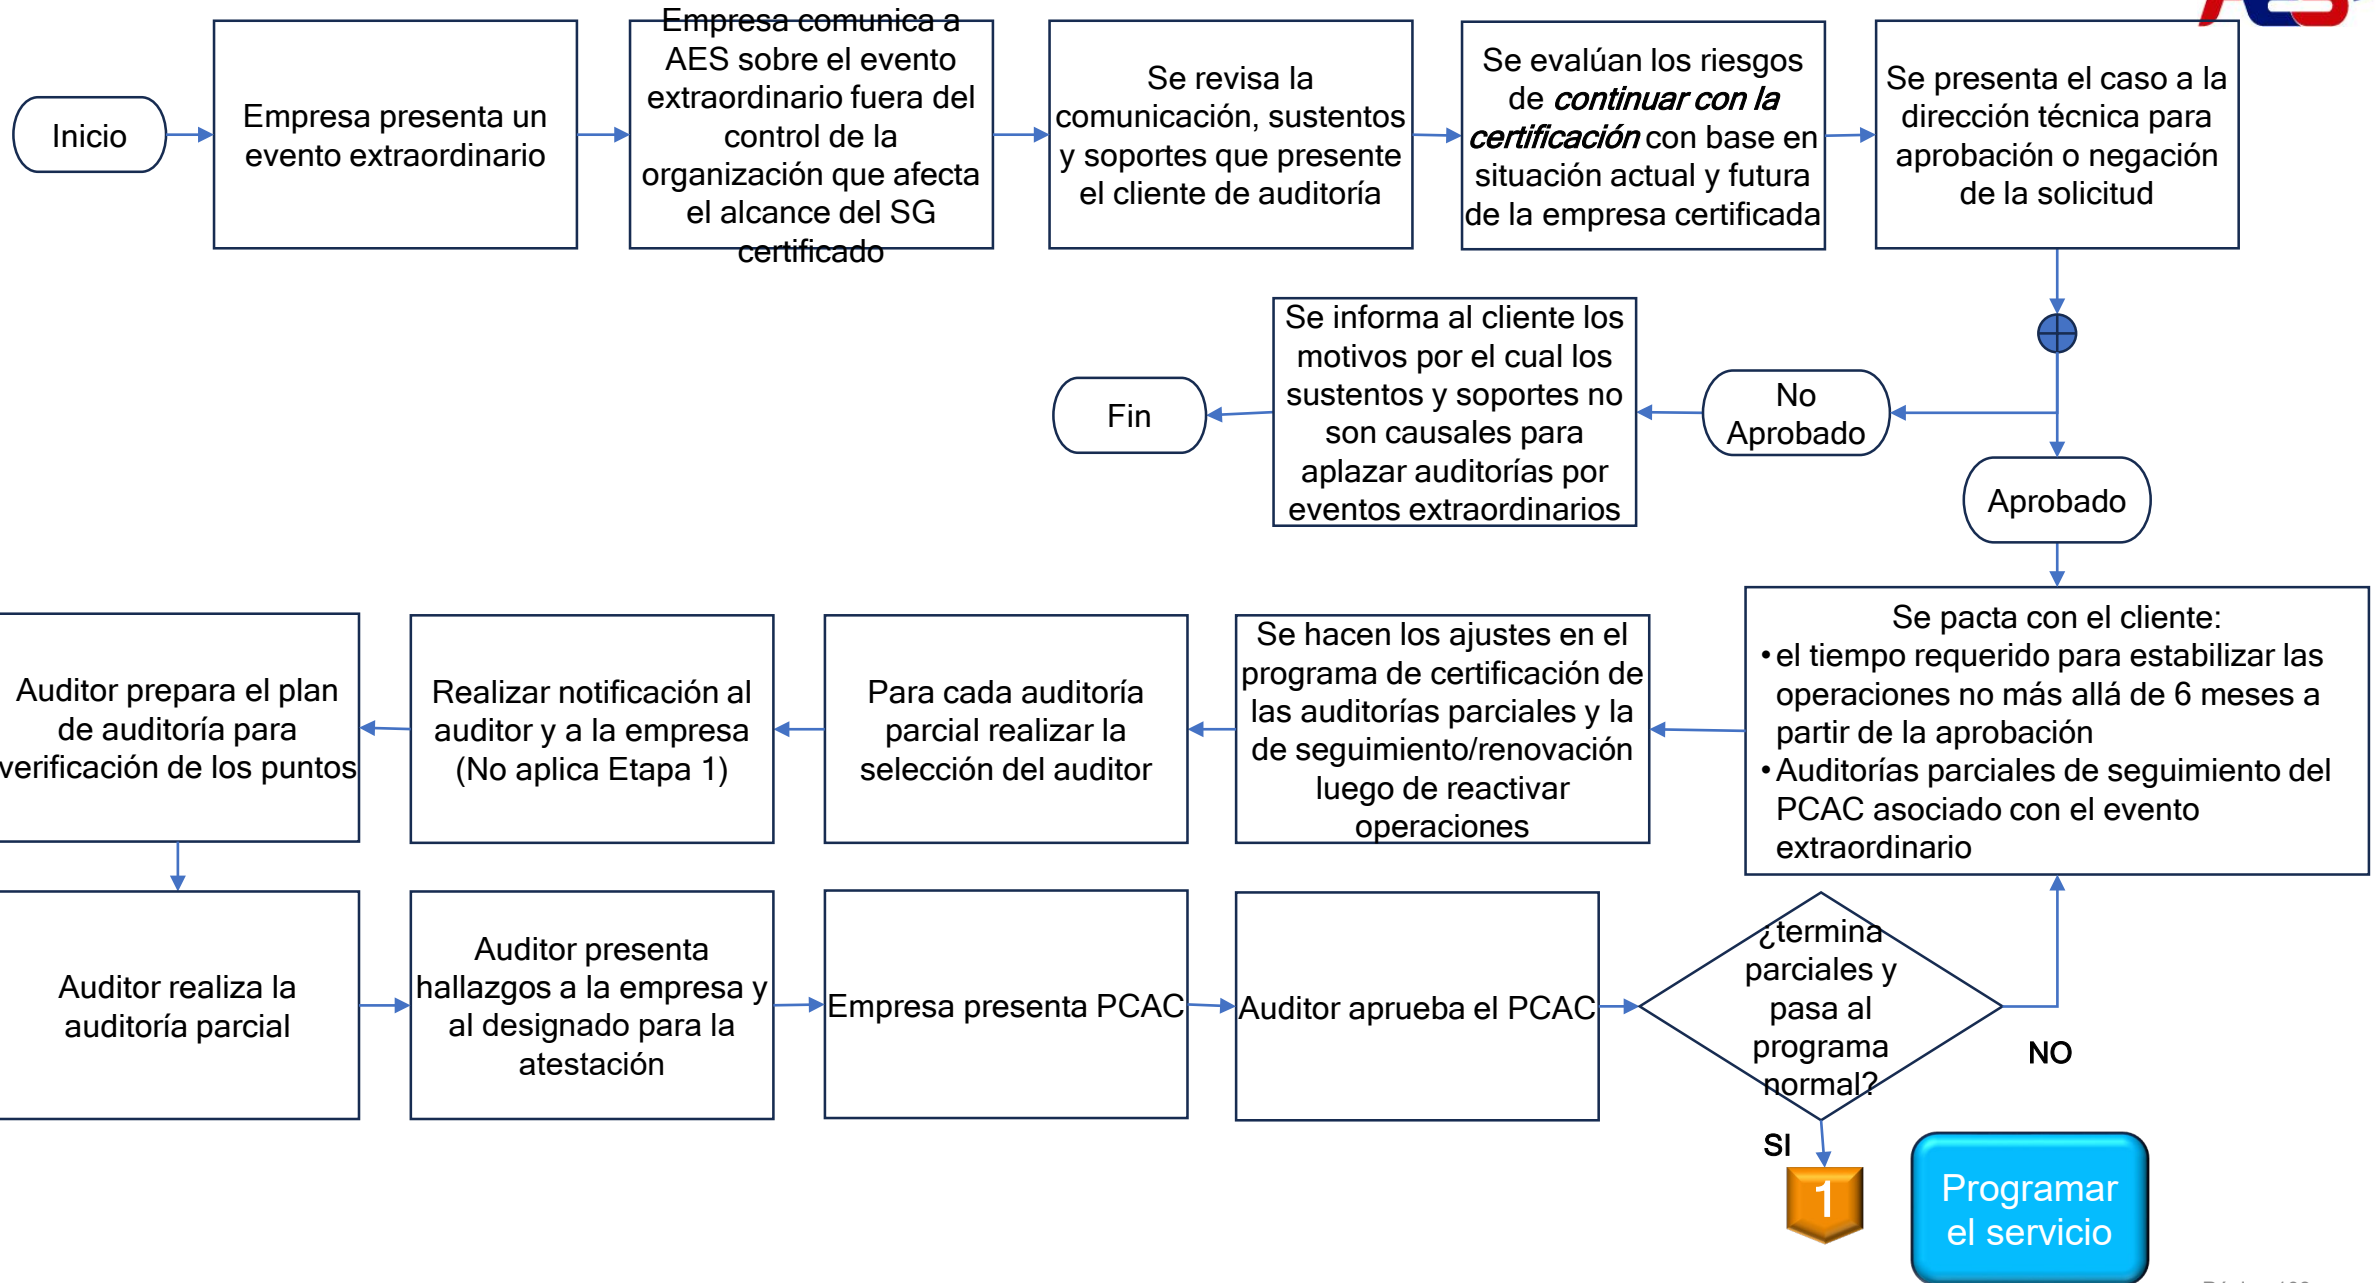 Inicio
Empresa presenta un
evento extraordinario
Empresa comunica a
AES sobre el evento
extraordinario fuera del
control de la
organización que afecta
el alcance del SG
certificado
Se revisa la
comunicación, sustentos
y soportes que presente
el cliente de auditoría
Se evalúan los riesgos
de continuar con la
certificación con base en
situación actual y futura
de la empresa certificada
Se presenta el caso a la
dirección técnica para
aprobación o negación
de la solicitud
No
Aprobado
Se informa al cliente los
motivos por el cual los
sustentos y soportes no
son causales para
aplazar auditorías por
eventos extraordinarios
Fin
Aprobado
Se pacta con el cliente:
• el tiempo requerido para estabilizar las
operaciones no más allá de 6 meses a
partir de la aprobación
• Auditorías parciales de seguimiento del
PCAC asociado con el evento
extraordinario
Se hacen los ajustes en el
programa de certificación de
las auditorías parciales y la
de seguimiento/renovación
luego de reactivar
operaciones
Para cada auditoría
parcial realizar la
selección del auditor
Realizar notificación al
auditor y a la empresa
(No aplica Etapa 1)
Auditor prepara el plan
de auditoría para
verificación de los puntos
Auditor realiza la
auditoría parcial
Auditor presenta
hallazgos a la empresa y
al designado para la
atestación
Empresa presenta PCAC
Auditor aprueba el PCAC
¿termina
parciales y
pasa al
programa
normal?
NO
SI
1
Programar
el servicio